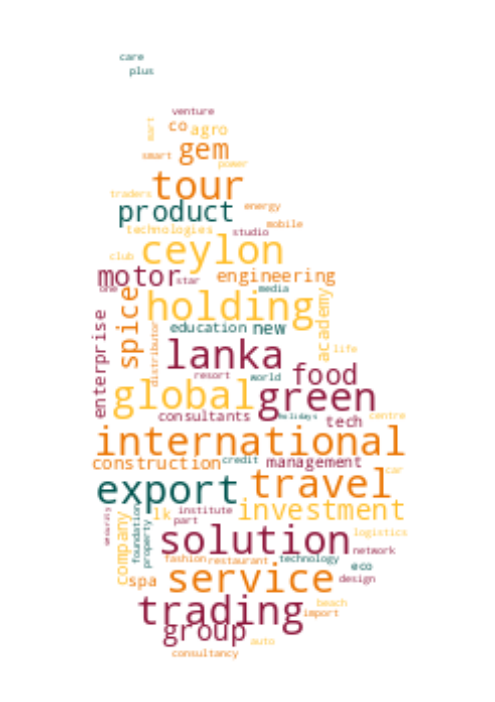 care
plus
venture
mart
co agro
smart gem
power
tour
traders
product energy
technologies mobile
studio
ceylon
club
motor star engineering
one media
spice holding academy
enterprise distributor education new
lanka life
resort world food
global green
consultants holidays tech centre
international
construction credit management
car
export travel
company foundation property lk institute investment
part
solution logistics
network
fashion restaurant technology eco
spa service design
trading beach
import
group auto
consultancy